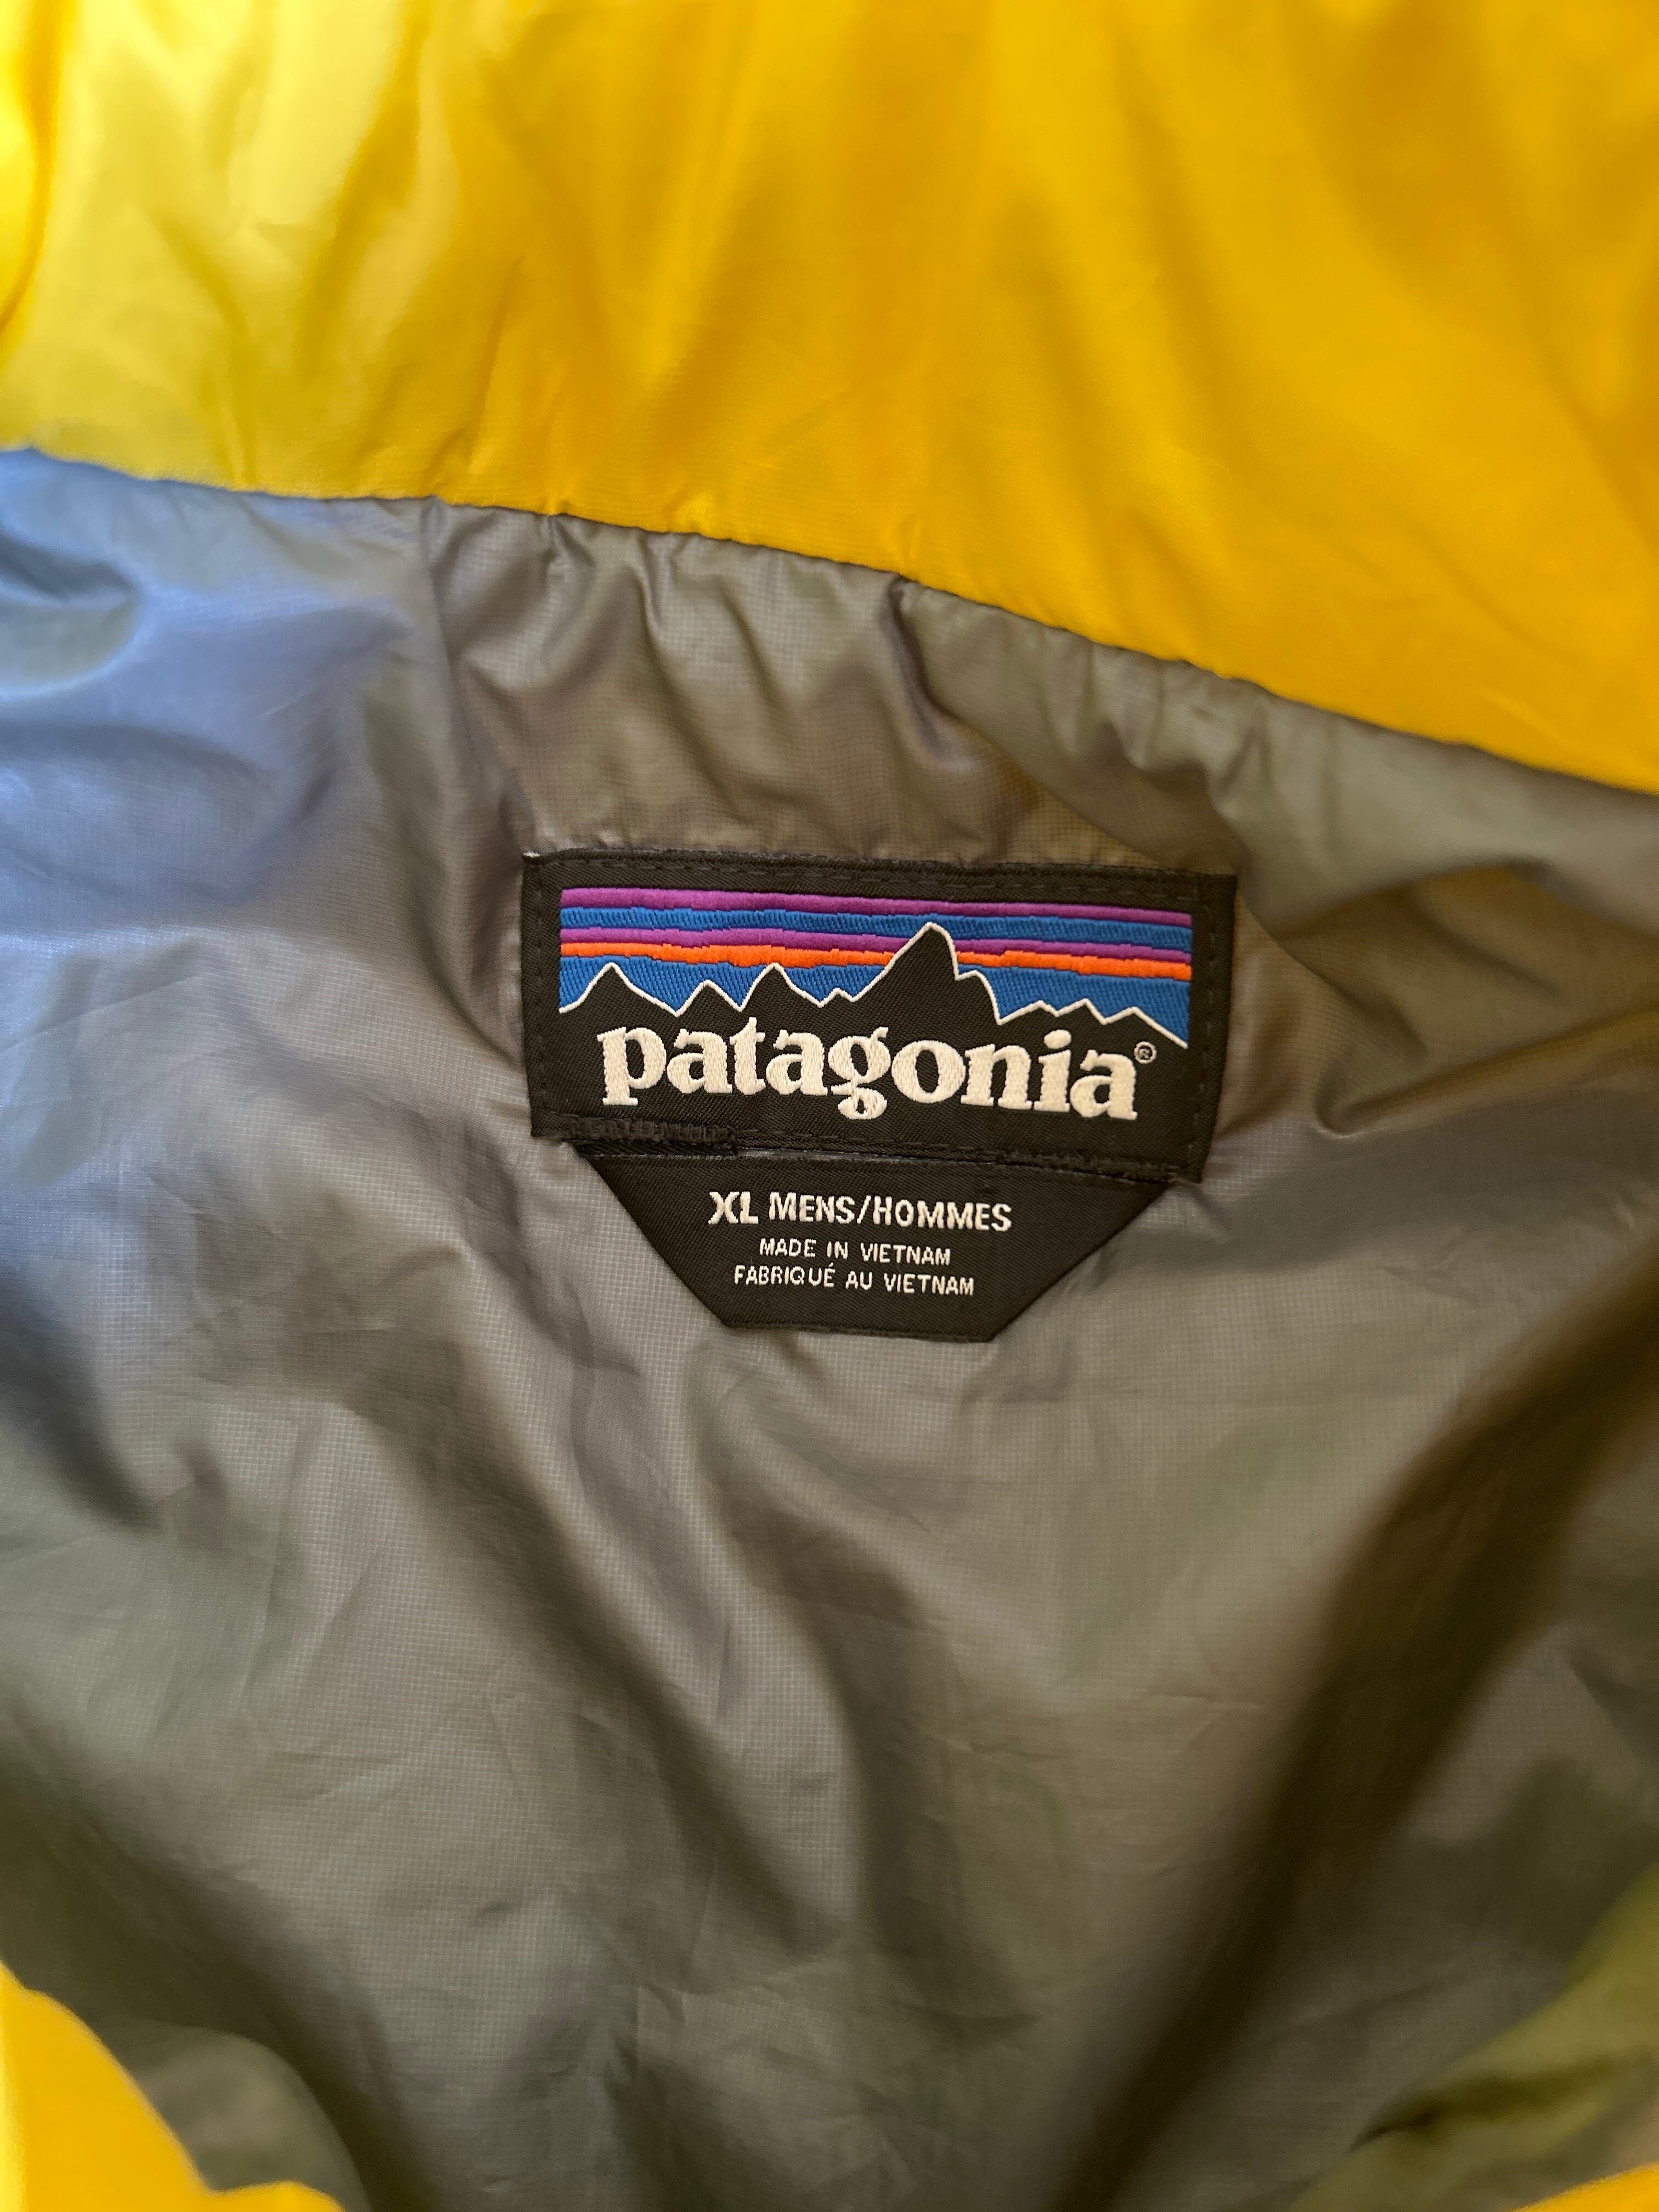 patagonia®
XL MENS/HOMMES
MADE IN VIETNAM
FABRIQUÉ AU VIETNAM